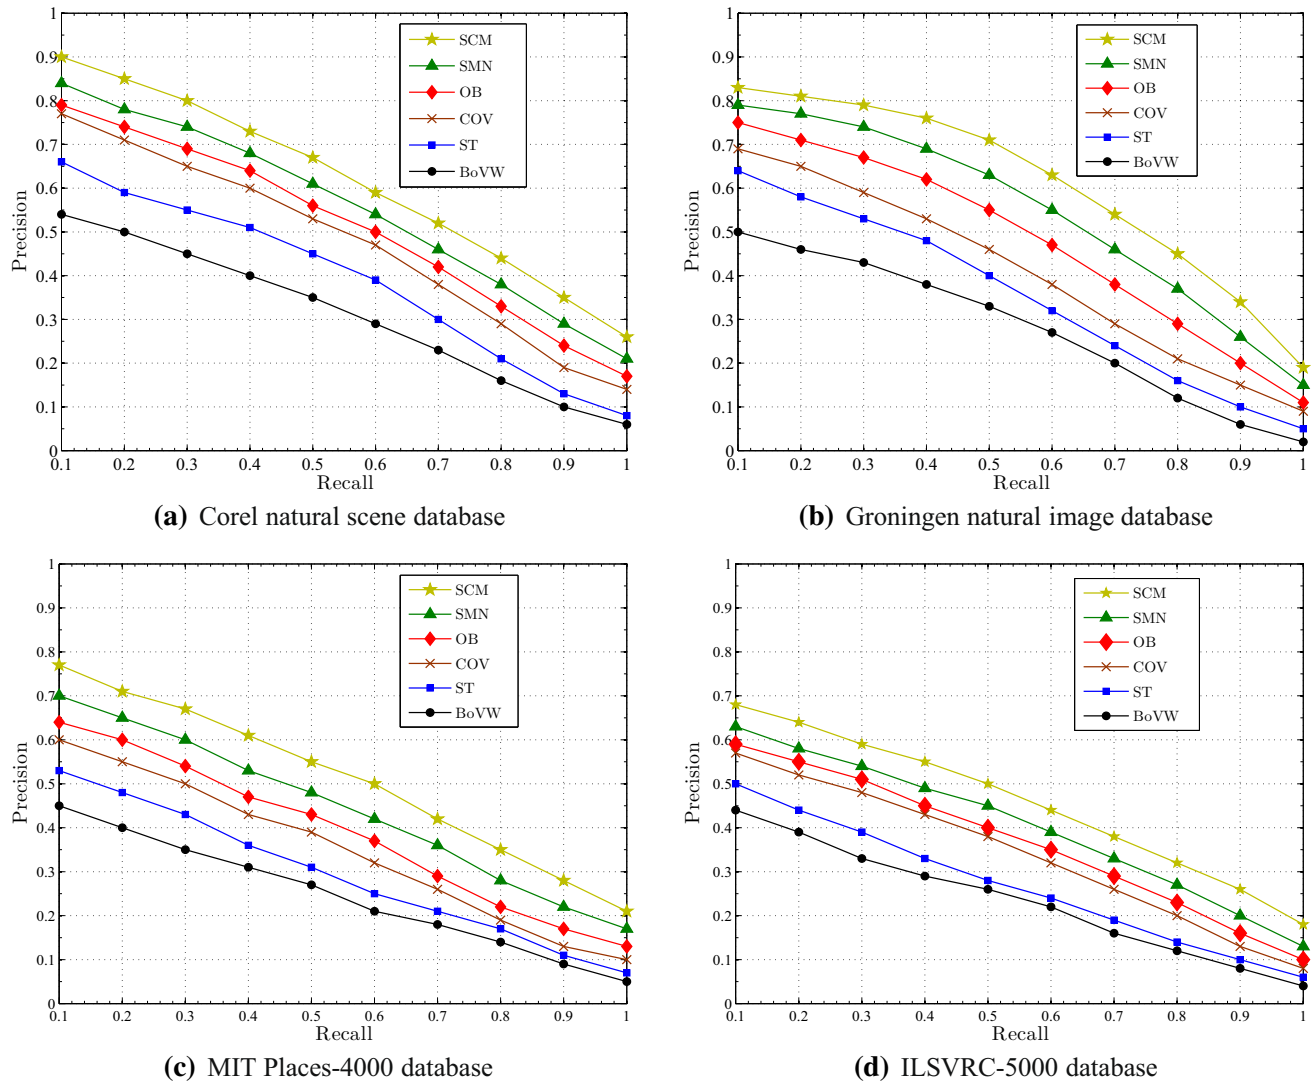 1
0.9
0.8
0.7
0.6
0.5
0.4
0.3
0.2
0.1
0
Precision
SCM
SMN
OB
COV
ST
BoVW
0.1 0.2 0.3 0.4 0.5 0.6 0.7 0.8 0.9 1
Recall
(a) Corel natural scene database
1
0.9
0.8
0.7
0.6
0.5
0.4
0.3
0.2
0.1
0
Precision
SCM
SMN
OB
COV
ST
BoVW
0.1 0.2 0.3 0.4 0.5 0.6 0.7 0.8 0.9 1
Recall
(b) Groningen natural image database
1
0.9
0.8
0.7
0.6
0.5
0.4
0.3
0.2
0.1
0
Precision
SCM
SMN
OB
COV
ST
BoVW
0.1 0.2 0.3 0.4 0.5 0.6 0.7 0.8 0.9 1
Recall
(c) MIT Places-4000 database
1
0.9
0.8
0.7
0.6
0.5
0.4
0.3
0.2
0.1
0
Precision
SCM
SMN
OB
COV
ST
BoVW
0.1 0.2 0.3 0.4 0.5 0.6 0.7 0.8 0.9 1
Recall
(d) ILSVRC-5000 database